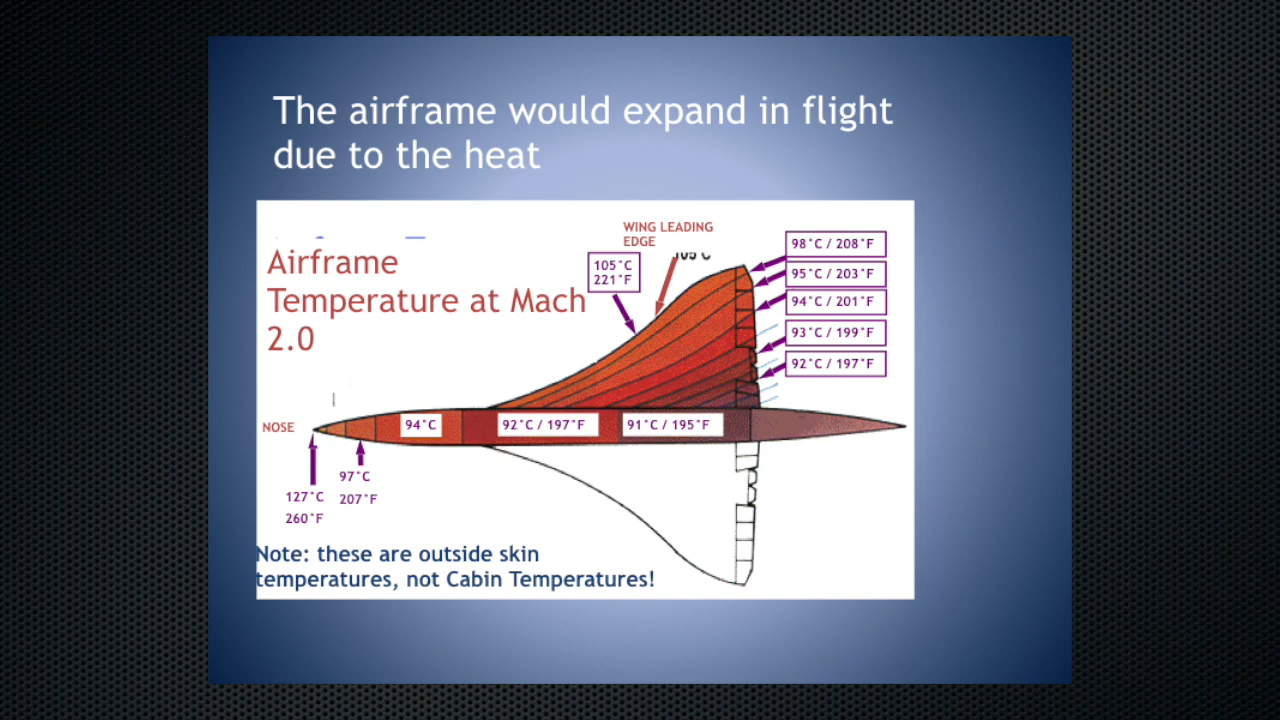 The airframe would expand in flight
due to the heat
WING LEADING
EDGE
105°C
Airframe
Temperature at Mach
2.0
105°C
221°F
98°C / 208°F
95°C / 203°F
94°C / 201°F
93°C / 199°F
92°C / 197°F
NOSE
94°C
92°C / 197°F
91°C / 195°F
97°C
207°F
127°C
260°F
Note: these are outside skin
temperatures, not Cabin Temperatures!